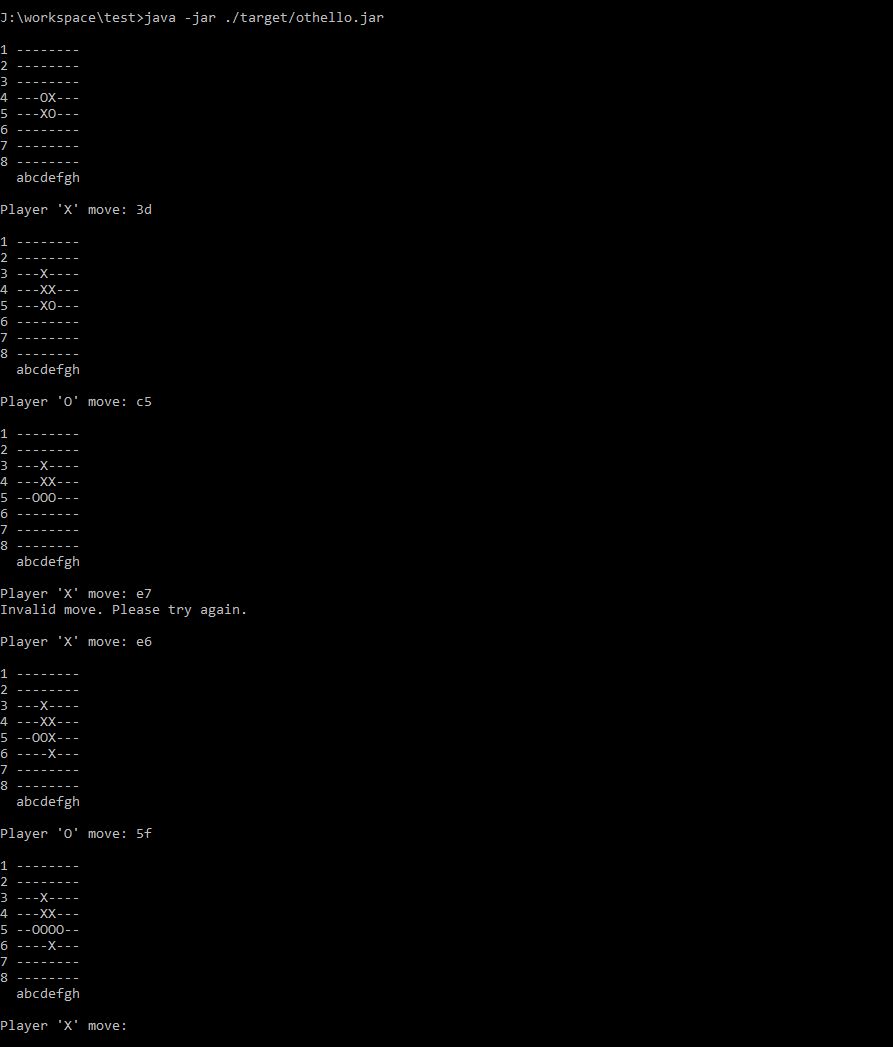 J:\workspace\test>java -jar ./target/othello.jar
1 --------
2 --------
3 --------
4 ---OX---
5 ---XO---
6 --------
7 --------
8 --------
  abcdefgh
Player 'X' move: 3d
1 --------
2 --------
3 ---X----
4 ---XX---
5 ---XO---
6 --------
7 --------
8 --------
  abcdefgh
Player 'O' move: c5
1 --------
2 --------
3 ---X----
4 ---XX---
5 --OOO---
6 --------
7 --------
8 --------
  abcdefgh
Player 'X' move: e7
Invalid move. Please try again.
Player 'X' move: e6
1 --------
2 --------
3 ---X----
4 ---XX---
5 --OOX---
6 ----X---
7 --------
8 --------
  abcdefgh
Player 'O' move: 5f
1 --------
2 --------
3 ---X----
4 ---XX---
5 --OOOO--
6 ----X---
7 --------
8 --------
  abcdefgh
Player 'X' move: